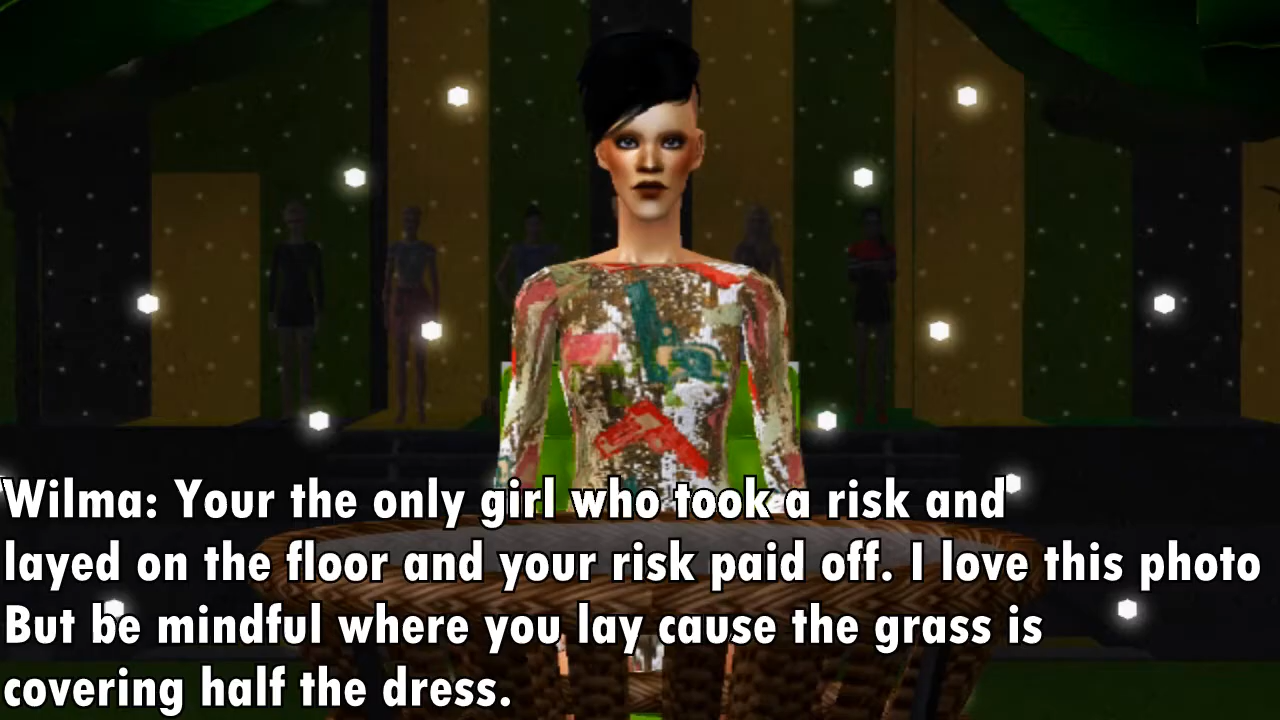 Wilma: Your the only girl who took a risk and
layed on the floor and your risk paid off. I love this photo
But be mindful where you lay cause the grass is
covering half the dress.